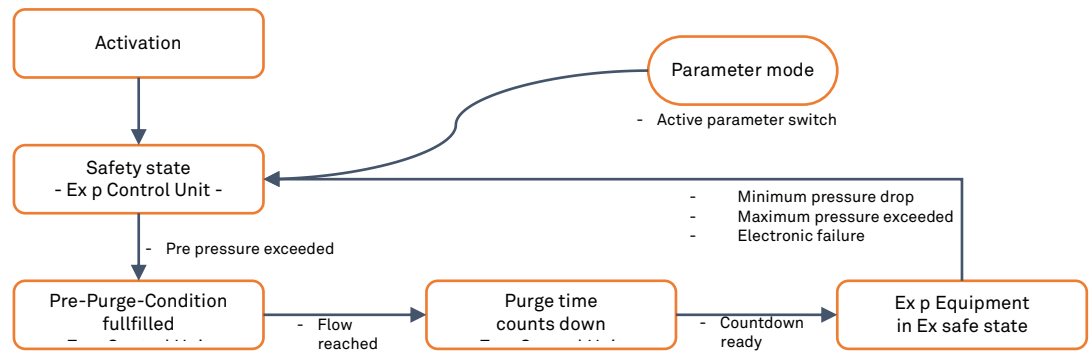 Activation
Parameter mode
- Active parameter switch
Safety state
- Ex p Control Unit -
- Minimum pressure drop
- Maximum pressure exceeded
- Electronic failure
- Pre pressure exceeded
Pre-Purge-Condition
fullfilled
- Flow
reached
Purge time
counts down
- Countdown
ready
Ex p Equipment
in Ex safe state